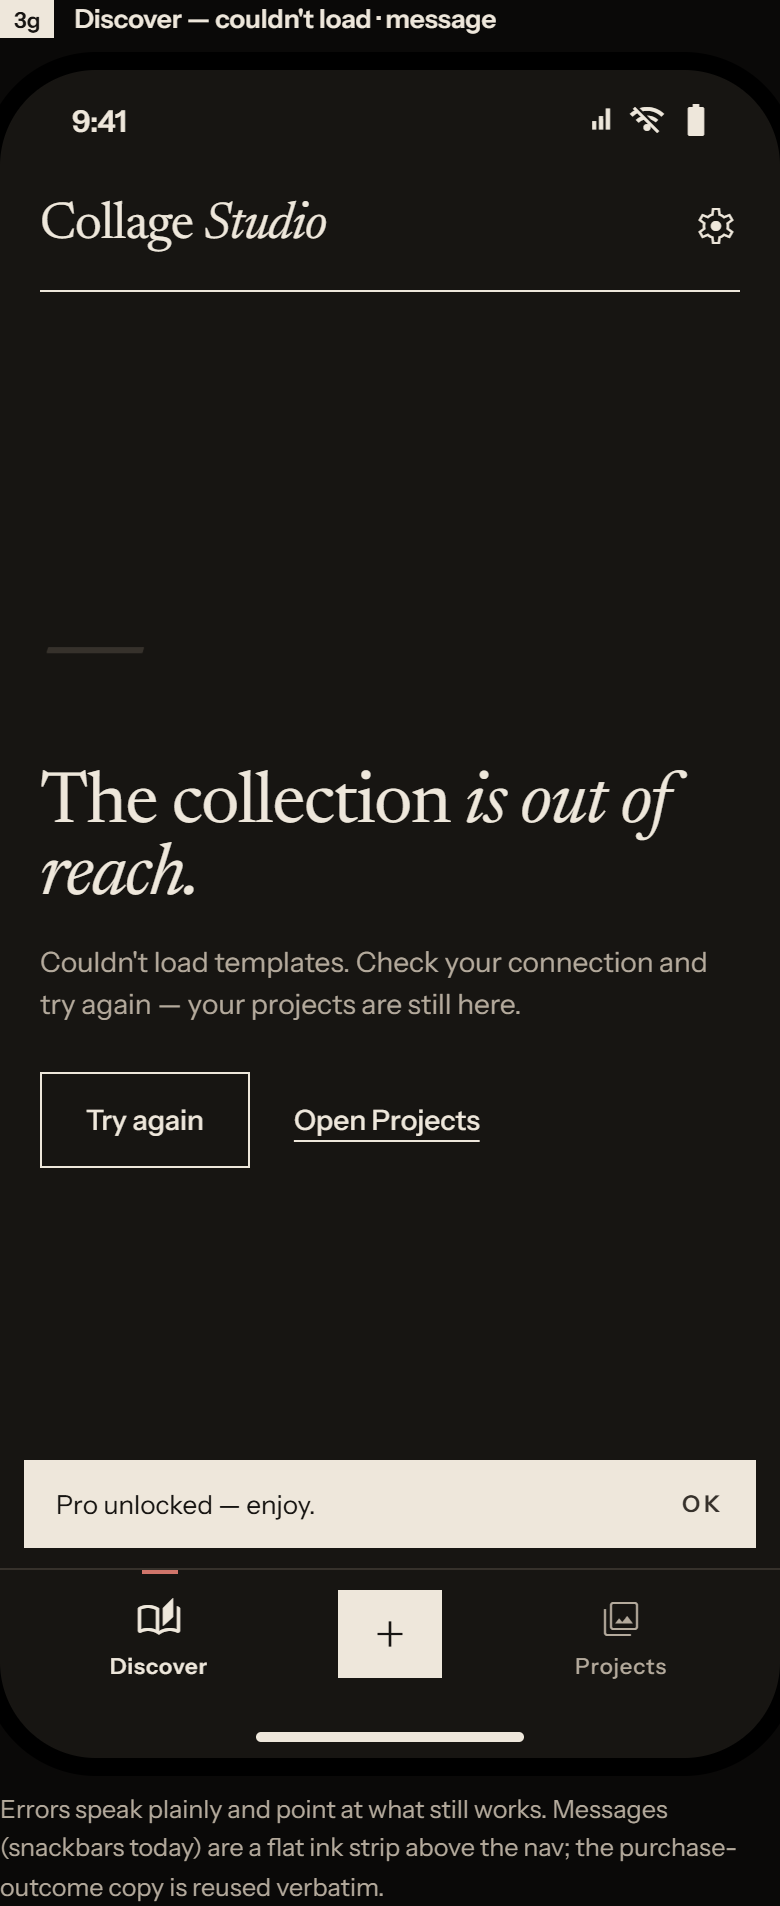 3g Discover — couldn't load · message
9:41
Collage Studio
The collection is out of
reach.
Couldn't load templates. Check your connection and
try again — your projects are still here.
Try again Open Projects
Pro unlocked — enjoy. OK
Discover + Projects
Errors speak plainly and point at what still works. Messages
(snackbars today) are a flat ink strip above the nav; the purchase-
outcome copy is reused verbatim.